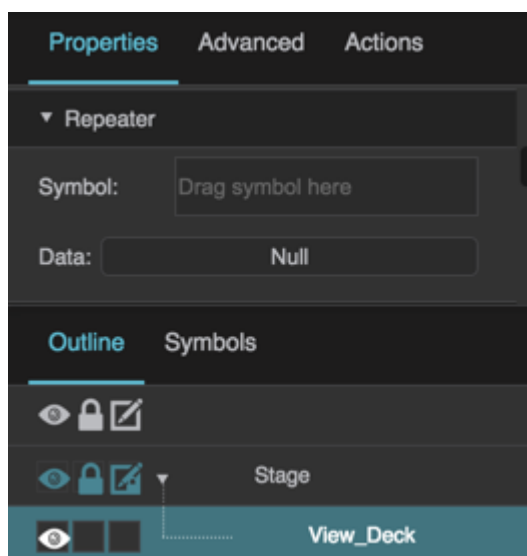 Properties Advanced Actions
Repeater
Symbol: Drag symbol here
Data: Null
Outline Symbols
Stage
View_Deck